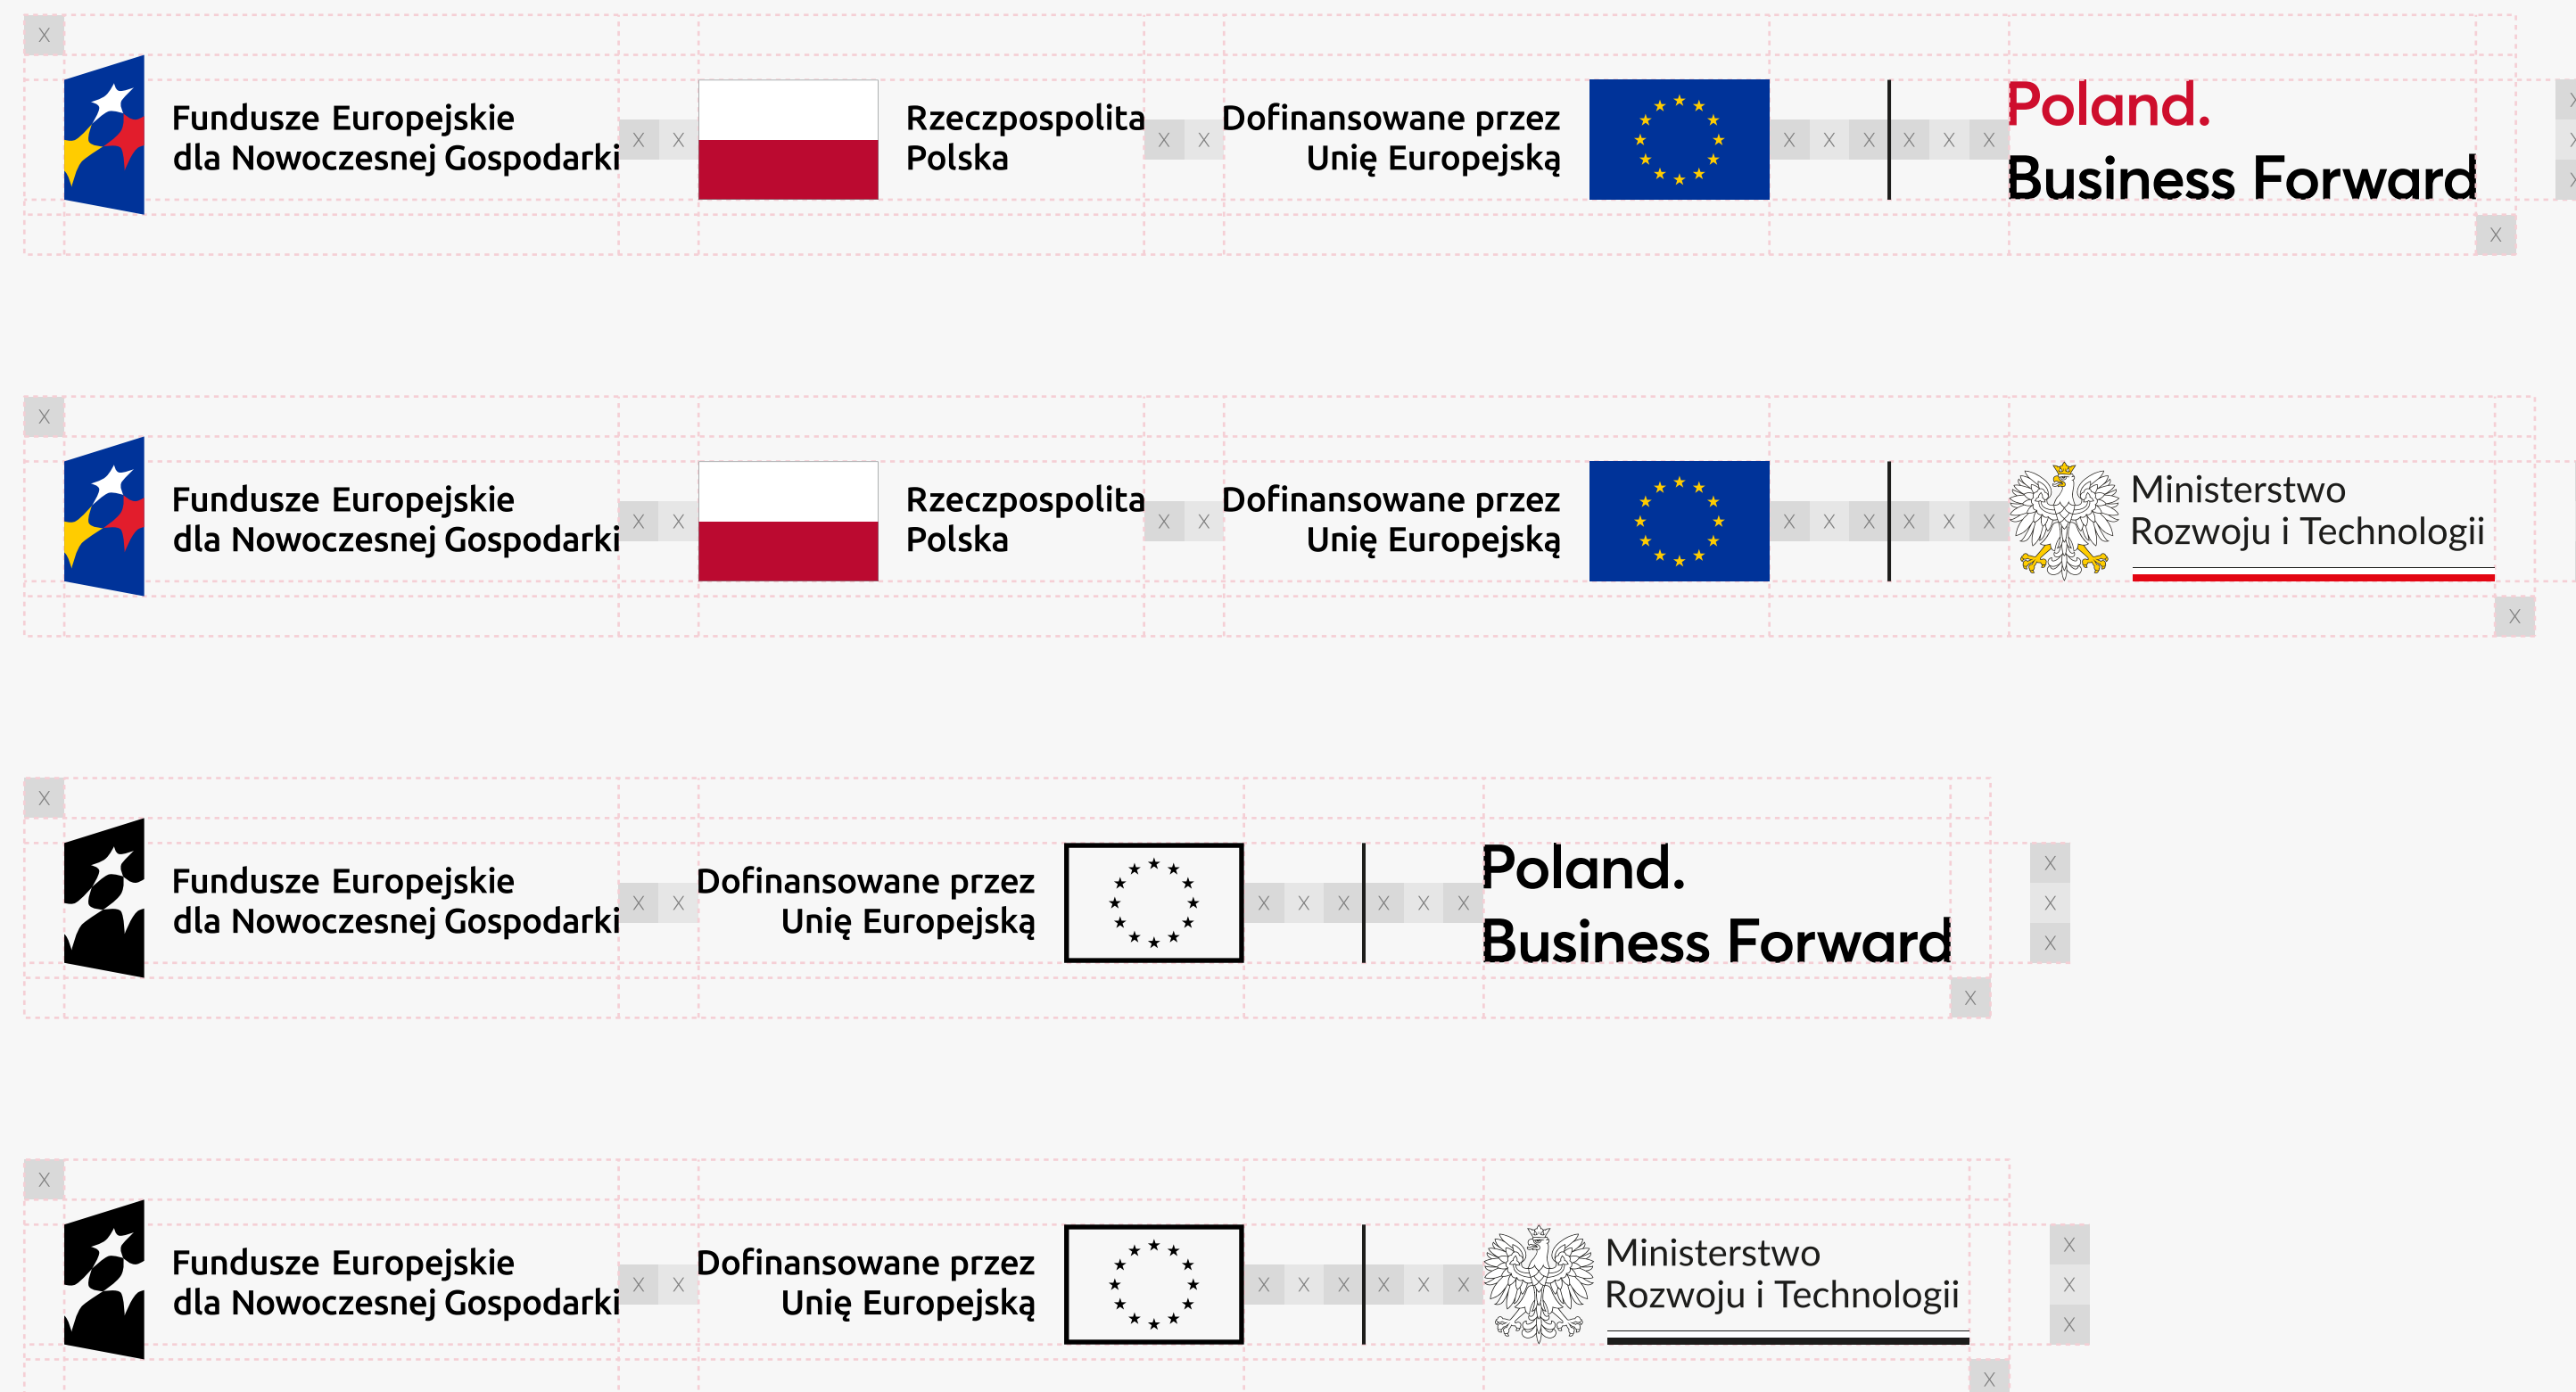 X
Fundusze Europejskie
dla Nowoczesnej Gospodarki
X X
Rzeczpospolita
Polska
X X
Dofinansowane przez
Unię Europejską
X X X X X X
Poland.
Business Forward
X
X
Fundusze Europejskie
dla Nowoczesnej Gospodarki
X X
Rzeczpospolita
Polska
X X
Dofinansowane przez
Unię Europejską
X X X X X X
Ministerstwo
Rozwoju i Technologii
X
X
Fundusze Europejskie
dla Nowoczesnej Gospodarki
X X
Dofinansowane przez
Unię Europejską
X X X X X X
Poland.
Business Forward
X
X
X
X
X
Fundusze Europejskie
dla Nowoczesnej Gospodarki
X X
Dofinansowane przez
Unię Europejską
X X X X X X
Ministerstwo
Rozwoju i Technologii
X
X
X
X